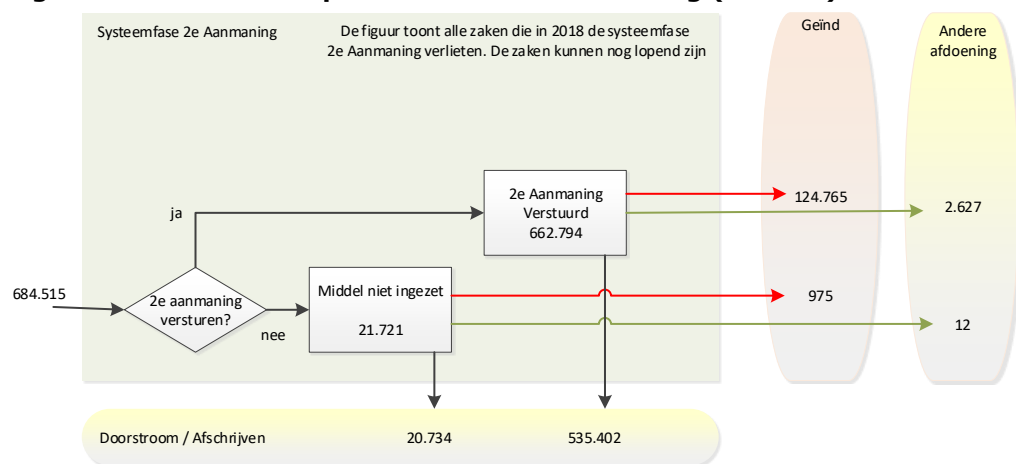 Systeemfase 2e Aanmaning
De figuur toont alle zaken die in 2018 de systeemfase
2e Aanmaning verlieten. De zaken kunnen nog lopend zijn
Geïnd
Andere
afdoening
ja
2e Aanmaning
Verstuurd
662.794
124.765
2.627
684.515
2e aanmaning
versturen?
nee
Middel niet ingezet
21.721
975
12
Doorstroom / Afschrijven
20.734
535.402